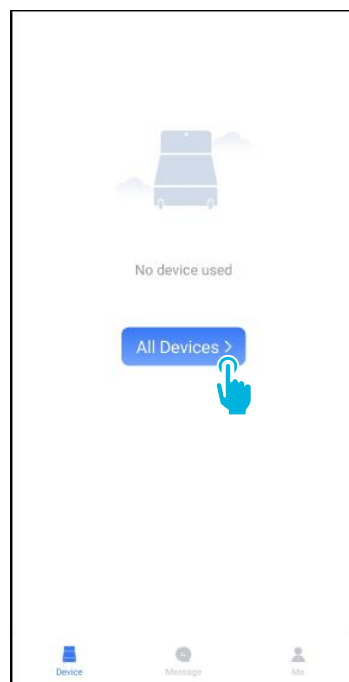 No device used
All Devices >
Device
Message
Me